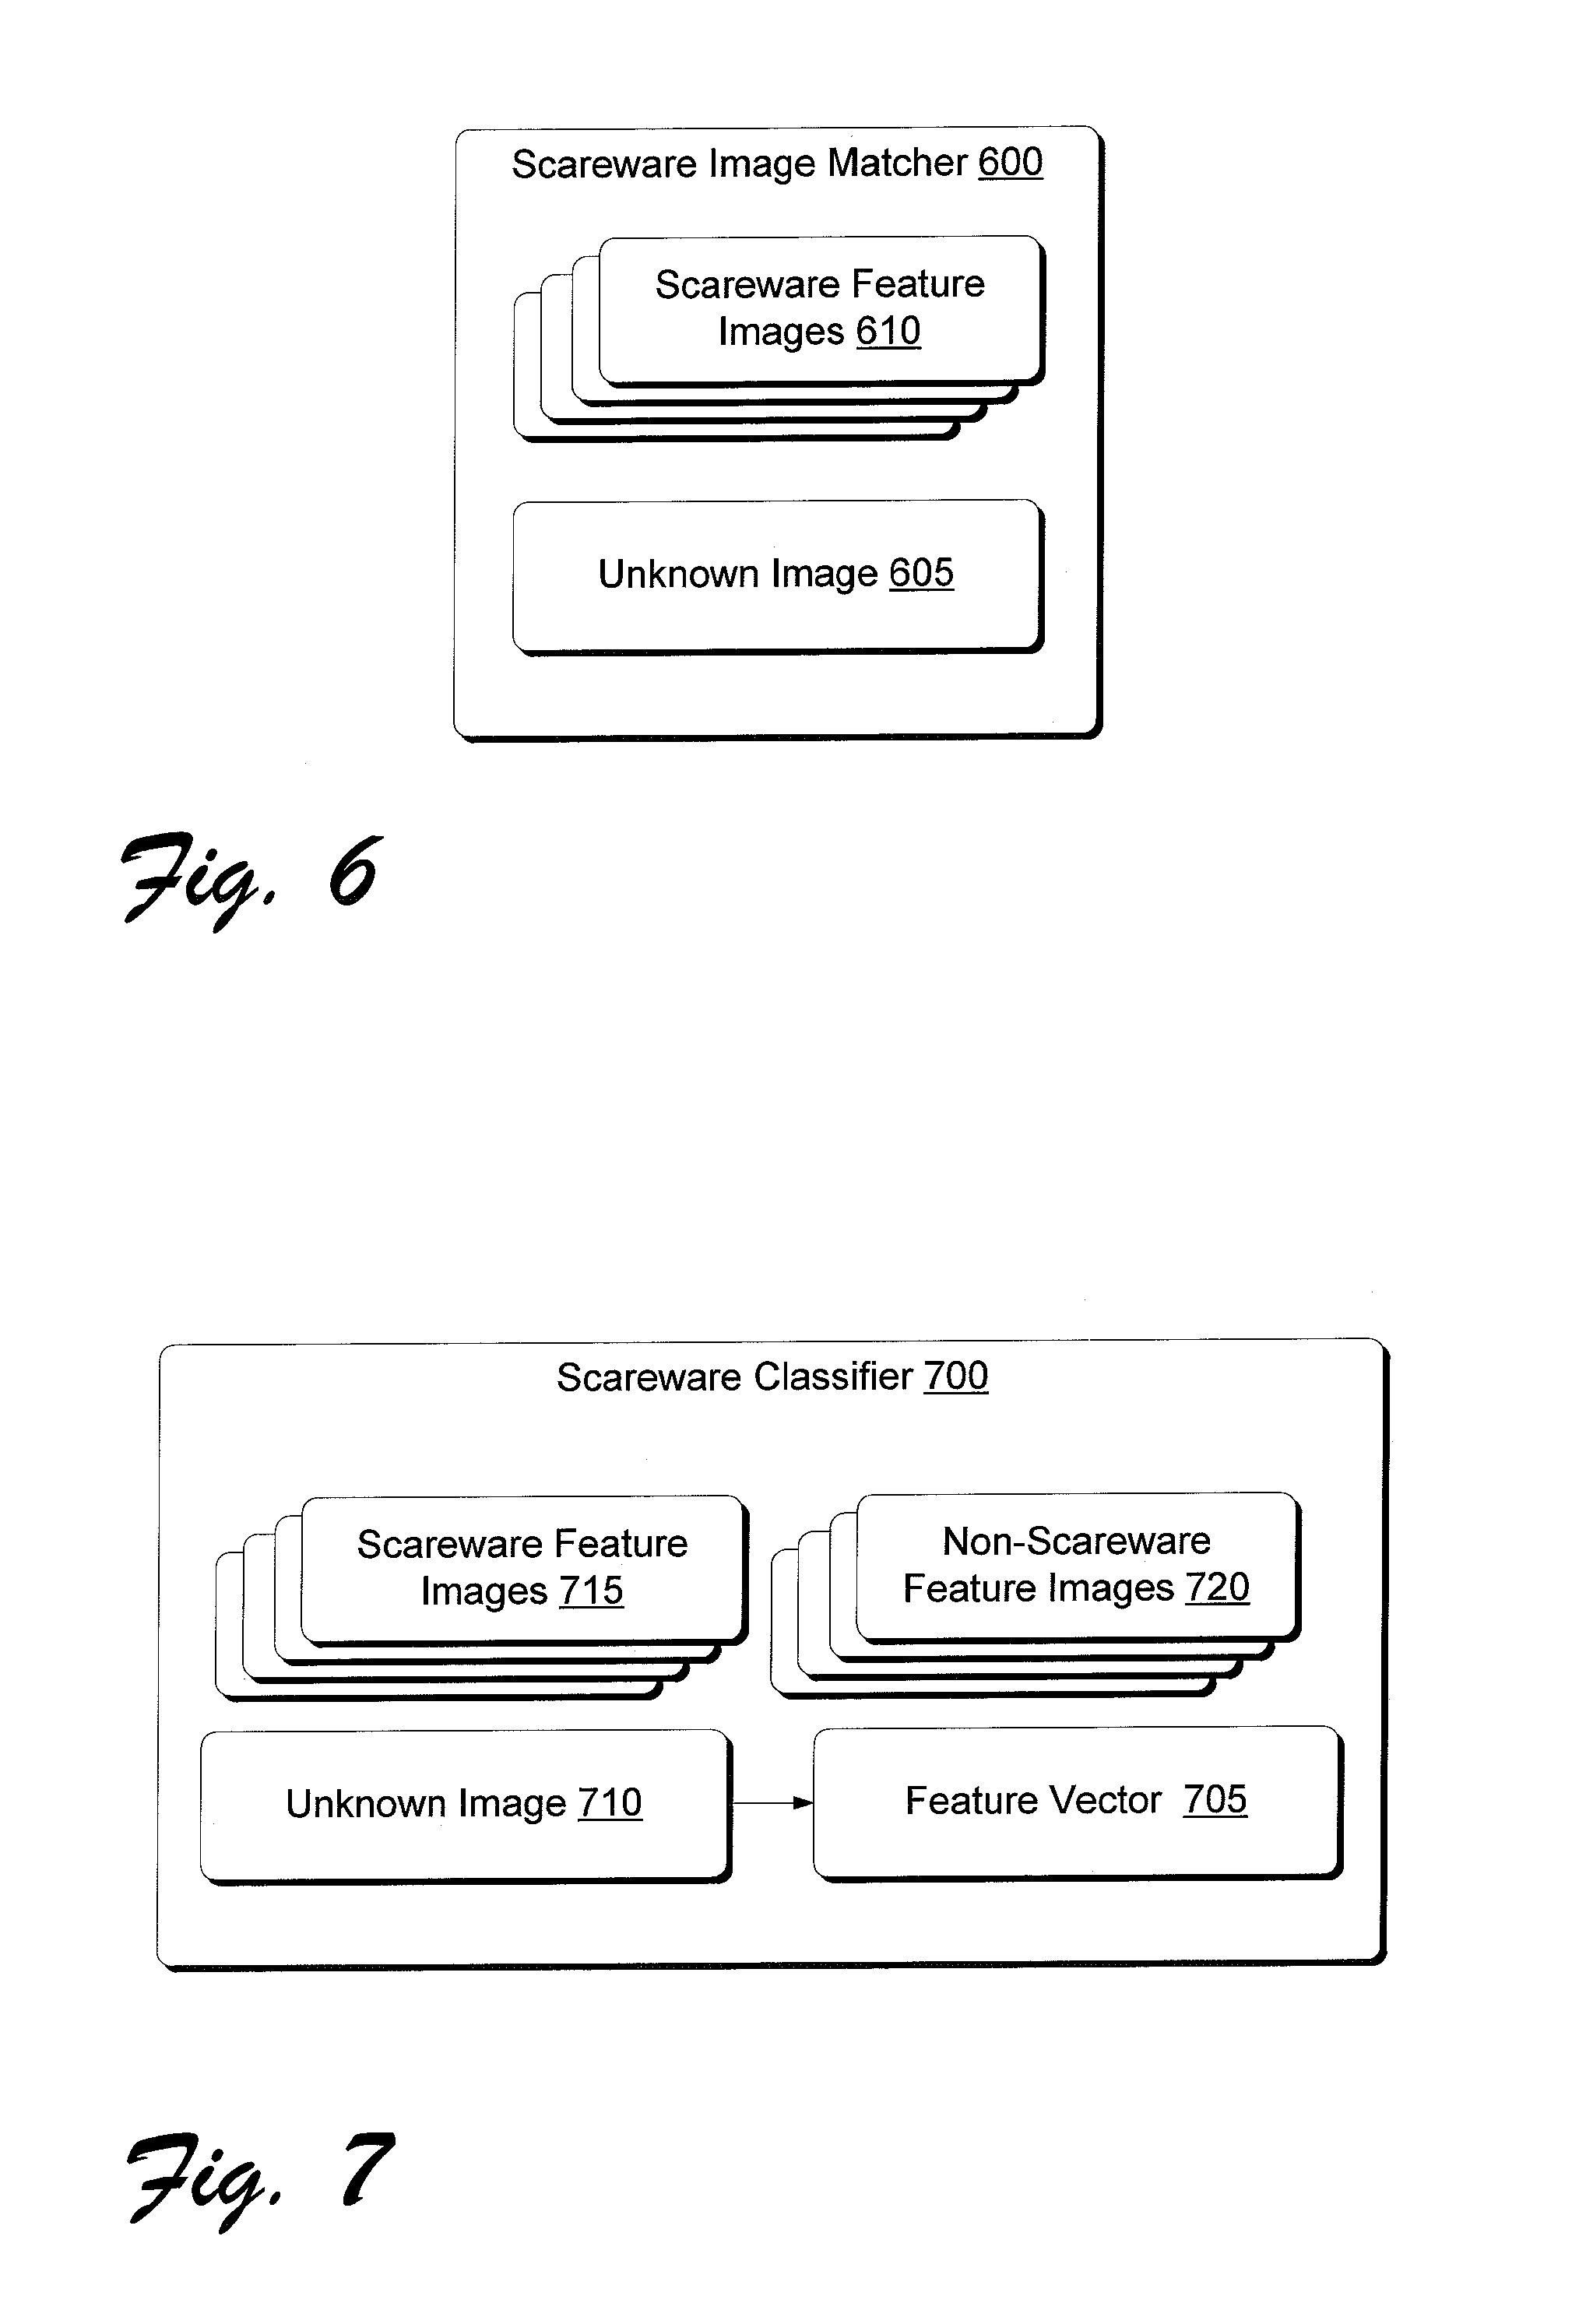 Scareware Image Matcher 600
Scareware Feature
Images 610
Unknown Image 605
Fig. 6
Scareware Classifier 700
Scareware Feature
Images 715
Non-Scareware
Feature Images 720
Unknown Image 710
Feature Vector 705
Fig. 7